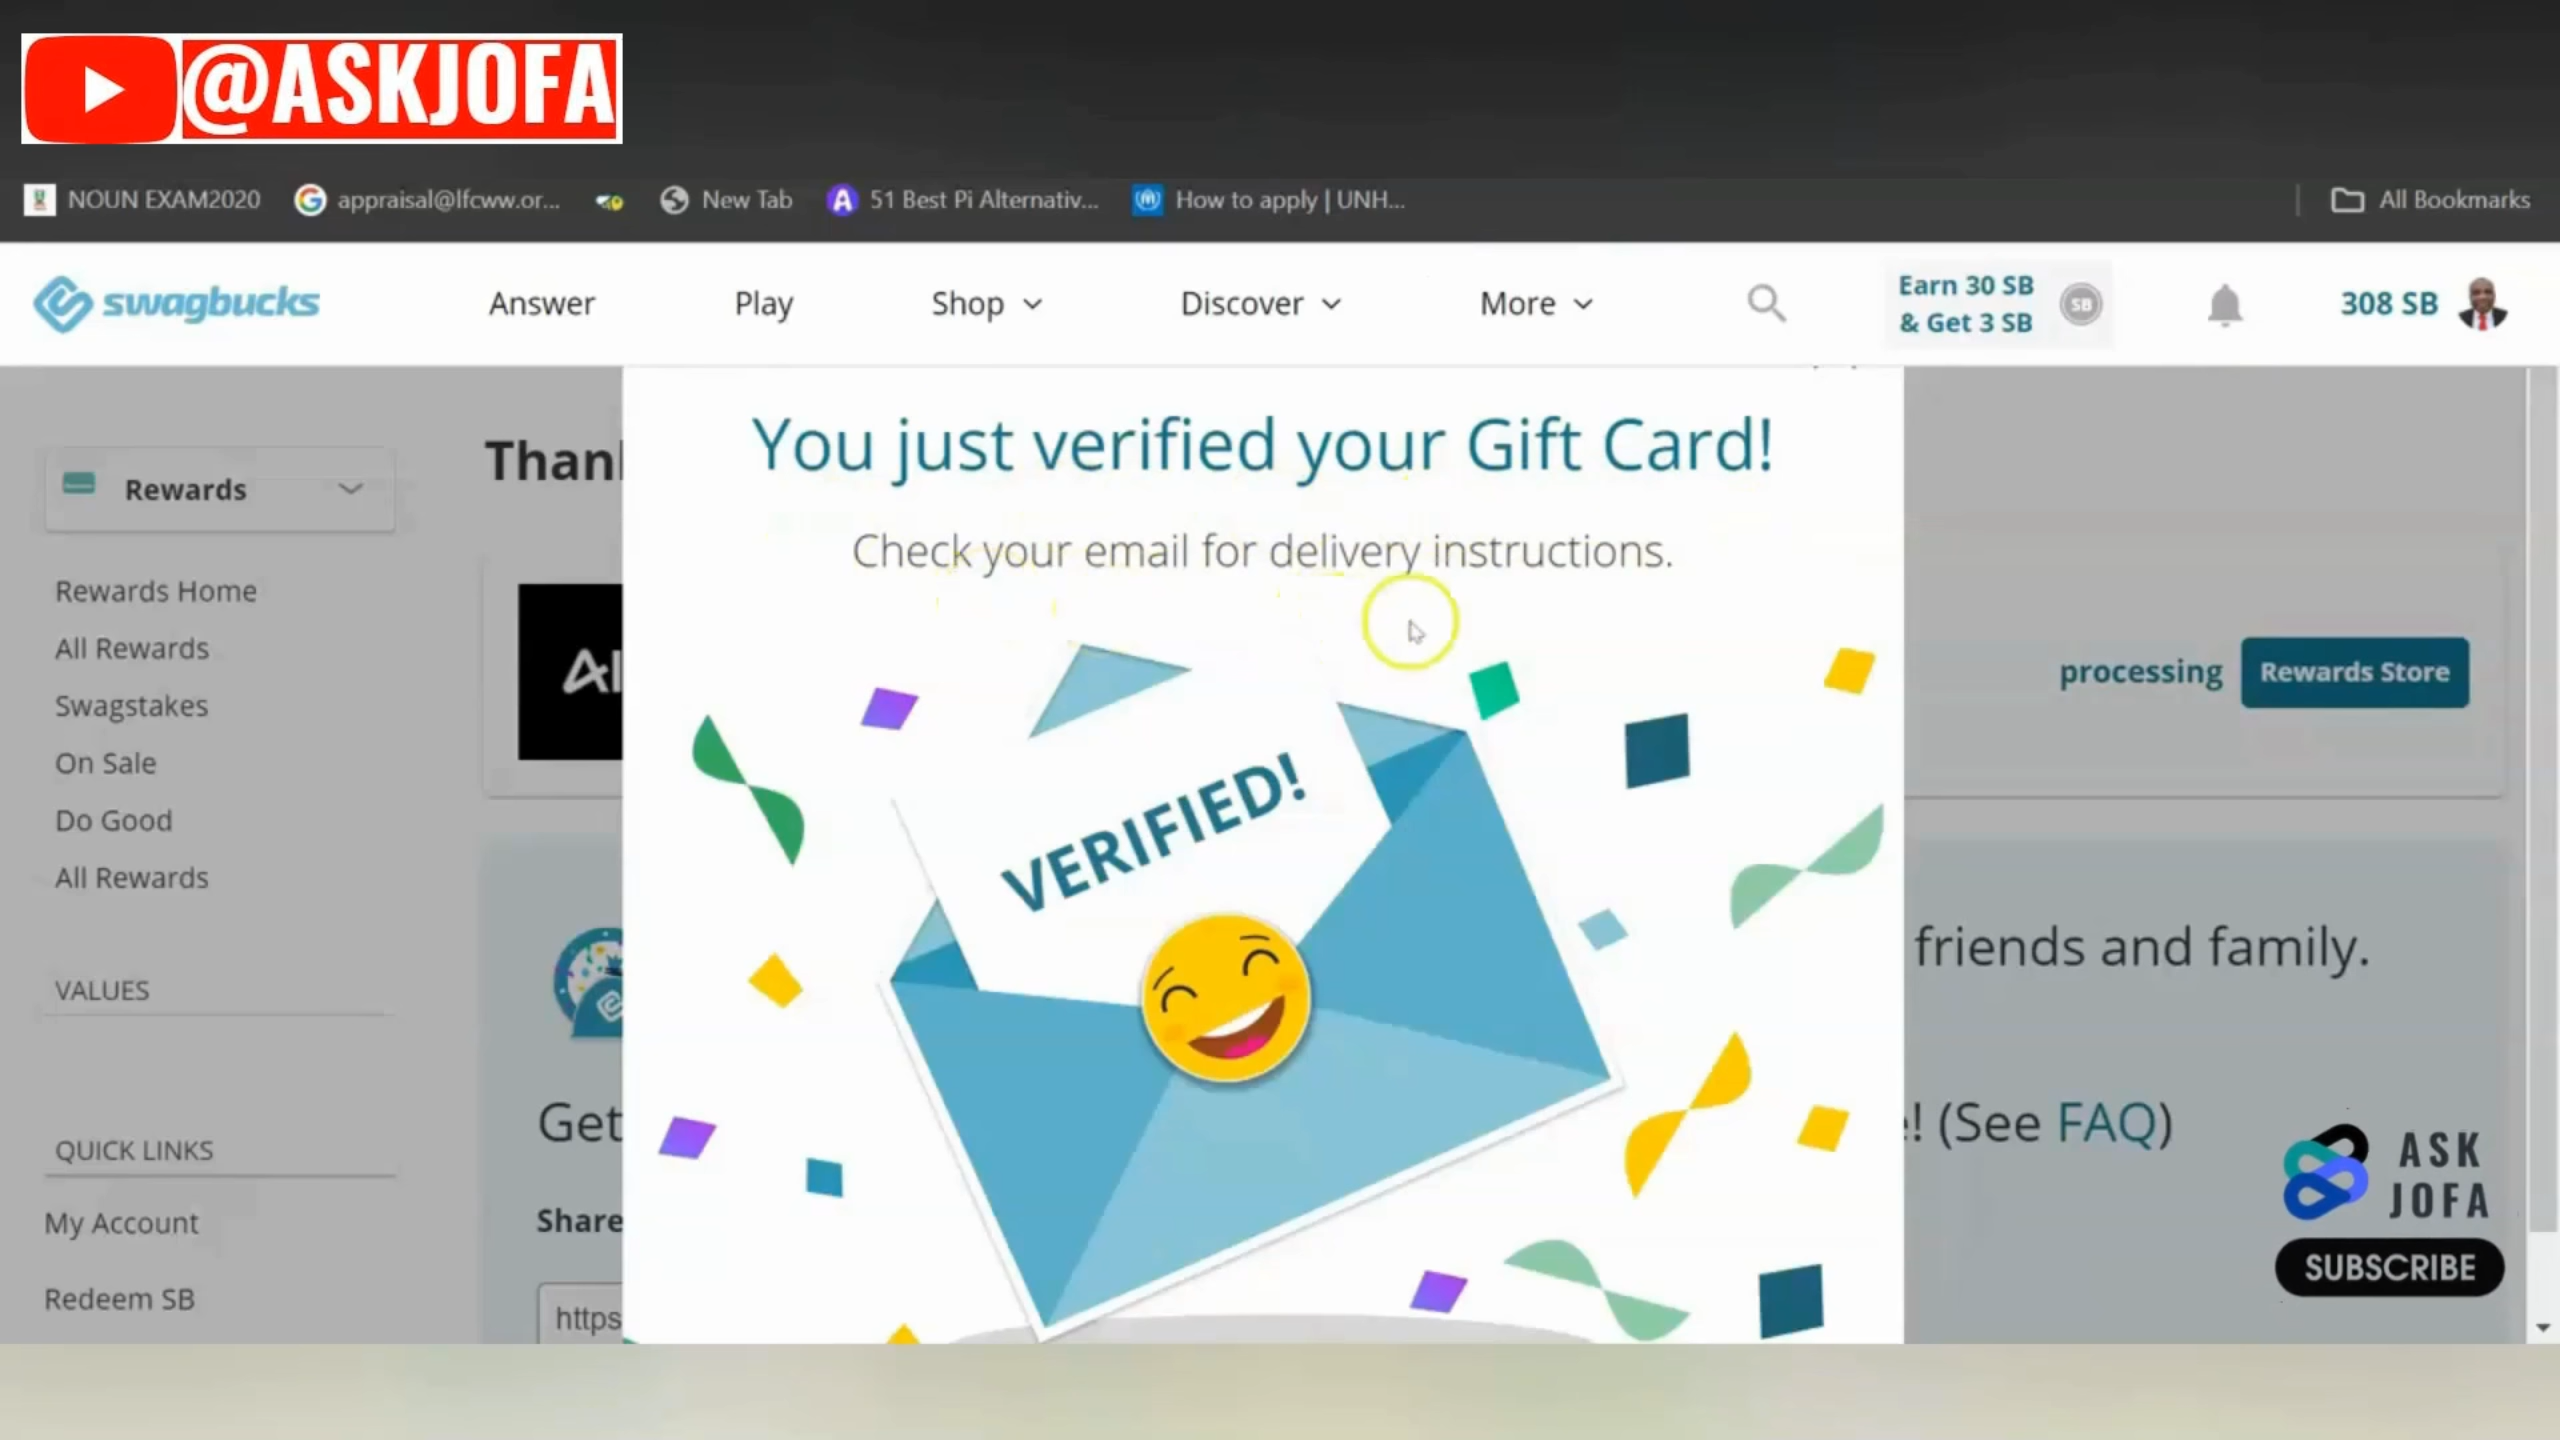 @ASKJOFA
NOUN EXAM2020
appraisal@lfcww.or...
New Tab
51 Best Pi Alternativ...
How to apply | UNH...
All Bookmarks
swagbucks
Answer
Play
Shop
Discover
More
Earn 30 SB
& Get 3 SB
SB
308 SB
You just verified your Gift Card!
Check your email for delivery instructions.
VERIFIED!
Rewards
Rewards Home
All Rewards
Swagstakes
On Sale
Do Good
All Rewards
VALUES
QUICK LINKS
My Account
Redeem SB
Than
Al
processing
Rewards Store
friends and family.
Get
! (See FAQ)
Share
https
ASK
JOFA
SUBSCRIBE